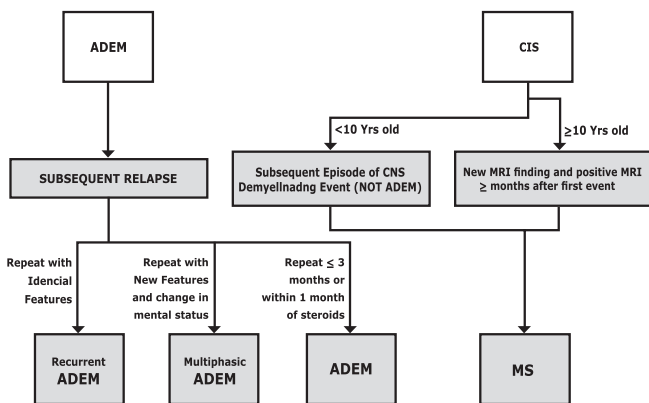 ADEM
CIS
<10 Yrs old
≥10 Yrs old
SUBSEQUENT RELAPSE
Subsequent Episode of CNS
Demyellnadng Event (NOT ADEM)
New MRI finding and positive MRI
≥ months after first event
Repeat with
Idencial
Features
Repeat with
New Features
and change in
mental status
Repeat ≤ 3
months or
within 1 month
of steroids
Recurrent
ADEM
Multiphasic
ADEM
ADEM
MS